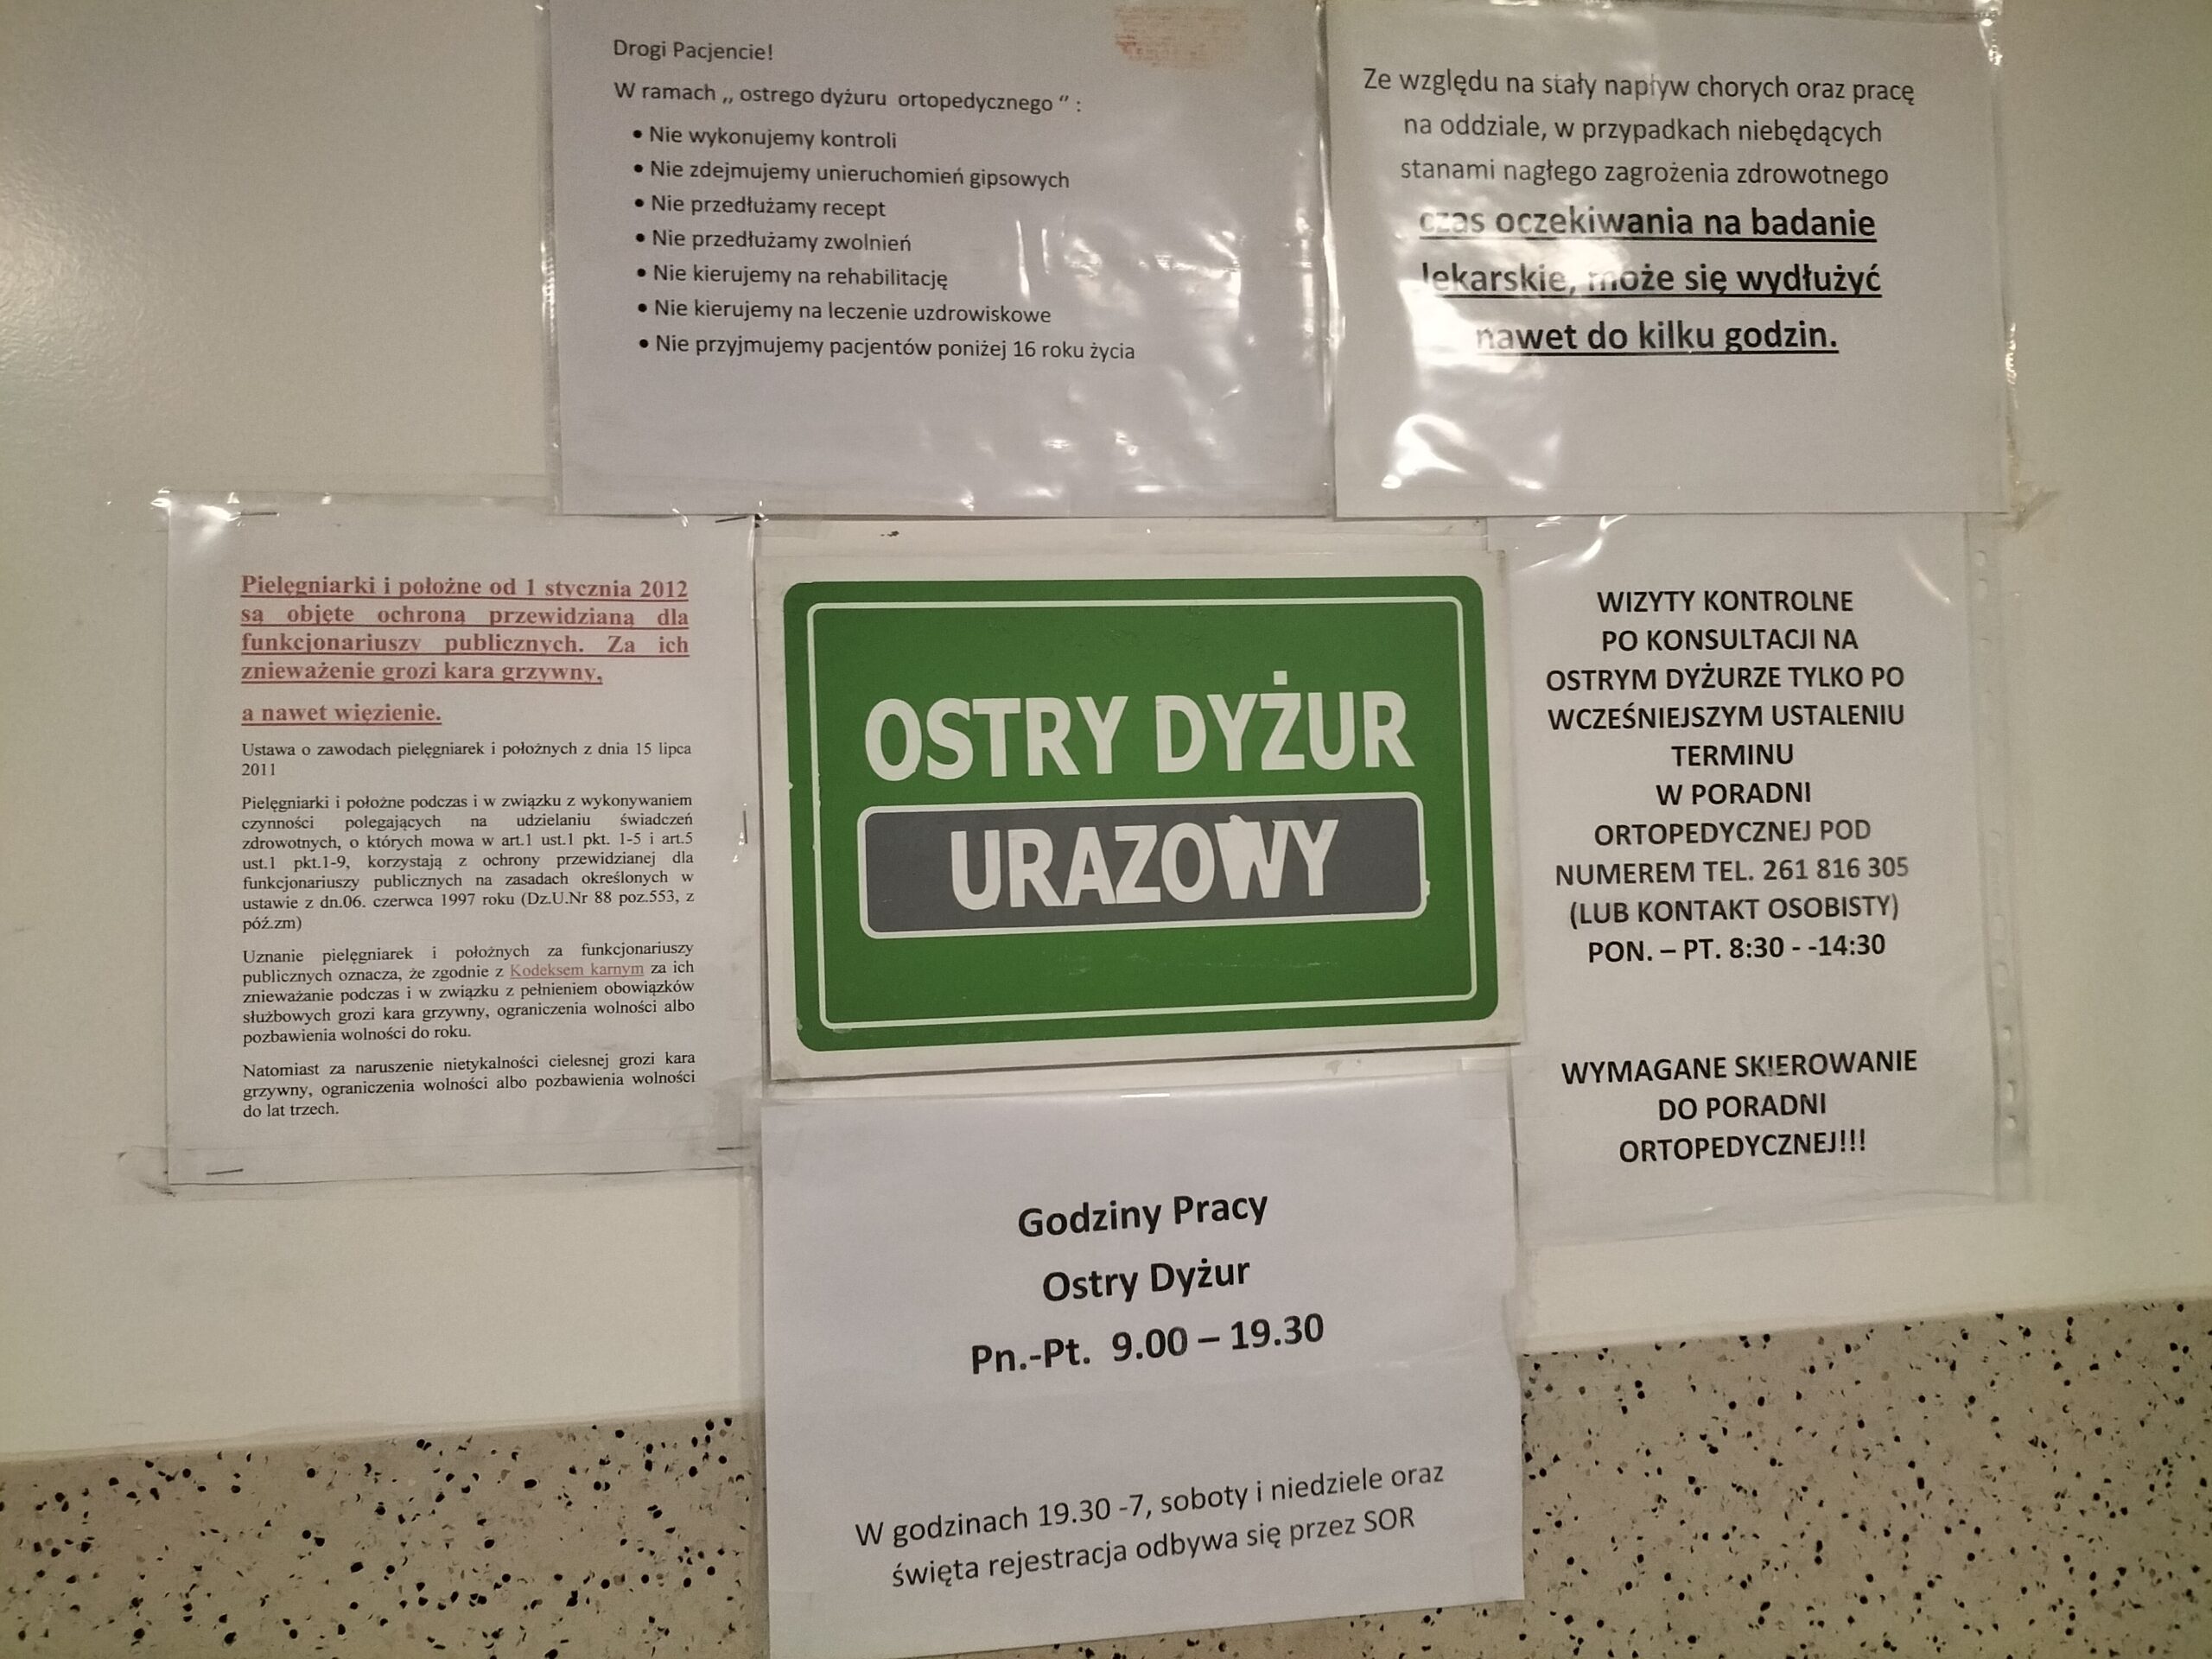 Drogi Pacjencie!
W ramach „ ostrego dyżuru ortopedycznego " :
• Nie wykonujemy kontroli
• Nie zdejmujemy unieruchomień gipsowych
• Nie przedłużamy recept
• Nie przedłużamy zwolnień
• Nie kierujemy na rehabilitację
• Nie kierujemy na leczenie uzdrowiskowe
• Nie przyjmujemy pacjentów poniżej 16 roku życia
Ze względu na stały napływ chorych oraz pracę
na oddziale, w przypadkach niebędących
stanami nagłego zagrożenia zdrowotnego
czas oczekiwania na badanie
lekarskie, może się wydłużyć
nawet do kilku godzin.
Pielęgniarki i położne od 1 stycznia 2012
są objęte ochroną przewidzianą dla
funkcjonariuszy publicznych. Za ich
znieważenie grozi kara grzywny,
a nawet więzienie.
Ustawa o zawodach pielęgniarek i położnych z dnia 15 lipca
2011
Pielęgniarki i położne podczas i w związku z wykonywaniem
czynności polegających na udzielaniu świadczeń
zdrowotnych, o których mowa w art.1 ust.1 pkt. 1-5 i art.5
ust.1 pkt.1-9, korzystają z ochrony przewidzianej dla
funkcjonariuszy publicznych na zasadach określonych w
ustawie z dn.06. czerwca 1997 roku (Dz.U.Nr 88 poz.553, z
póź.zm)
Uznanie pielęgniarek i położnych za funkcjonariuszy
publicznych oznacza, że zgodnie z Kodeksem karnym za ich
znieważanie podczas i w związku z pełnieniem obowiązków
służbowych grozi kara grzywny, ograniczenia wolności albo
pozbawienia wolności do roku.
Natomiast za naruszenie nietykalności cielesnej grozi kara
grzywny, ograniczenia wolności albo pozbawienia wolności
do lat trzech.
OSTRY DYŻUR
URAZOWY
WIZYTY KONTROLNE
PO KONSULTACJI NA
OSTRYM DYŻURZE TYLKO PO
WCZEŚNIEJSZYM USTALENIU
TERMINU
W PORADNI
ORTOPEDYCZNEJ POD
NUMEREM TEL. 261 816 305
(LUB KONTAKT OSOBISTY)
PON. – PT. 8:30 - -14:30
WYMAGANE SKIEROWANIE
DO PORADNI
ORTOPEDYCZNEJ!!!
Godziny Pracy
Ostry Dyżur
Pn.-Pt. 9.00 – 19.30
W godzinach 19.30 -7, soboty i niedziele oraz
święta rejestracja odbywa się przez SOR